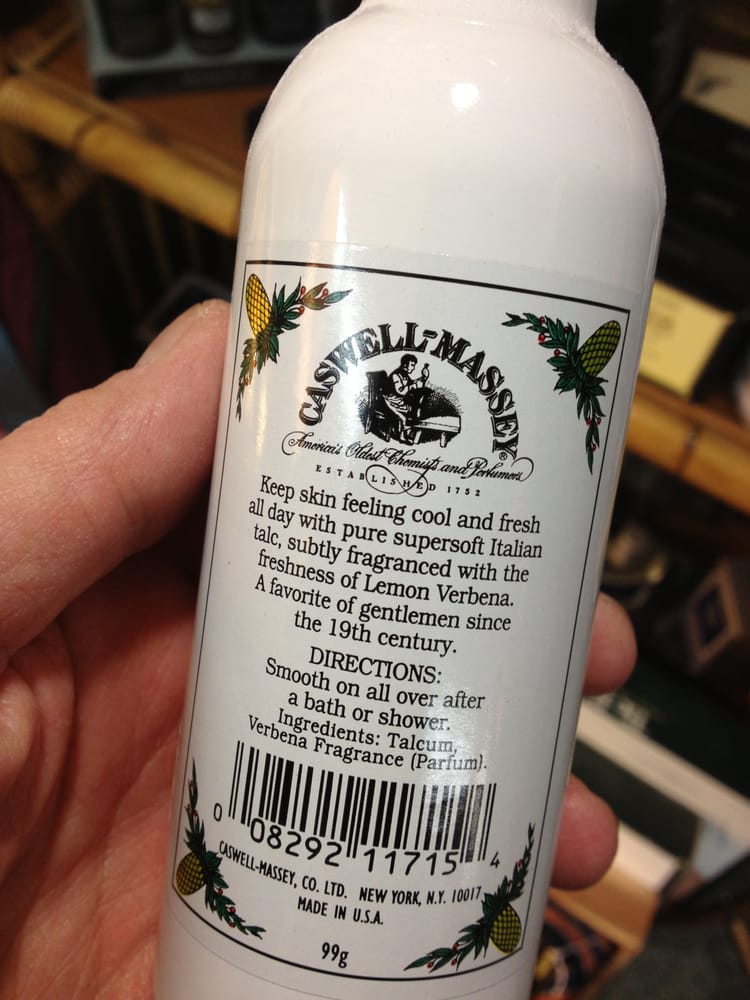 CASWELL-MASSEY®
America's Oldest Chemists and Perfumers
ESTABLISHED 1752
Keep skin feeling cool and fresh
all day with pure supersoft Italian
talc, subtly fragranced with the
freshness of Lemon Verbena.
A favorite of gentlemen since
the 19th century.
DIRECTIONS:
Smooth on all over after
a bath or shower.
Ingredients: Talcum,
Verbena Fragrance (Parfum).
0 08292 11715 4
CASWELL-MASSEY, CO. LTD. NEW YORK, N.Y. 10017
MADE IN U.S.A.
99g